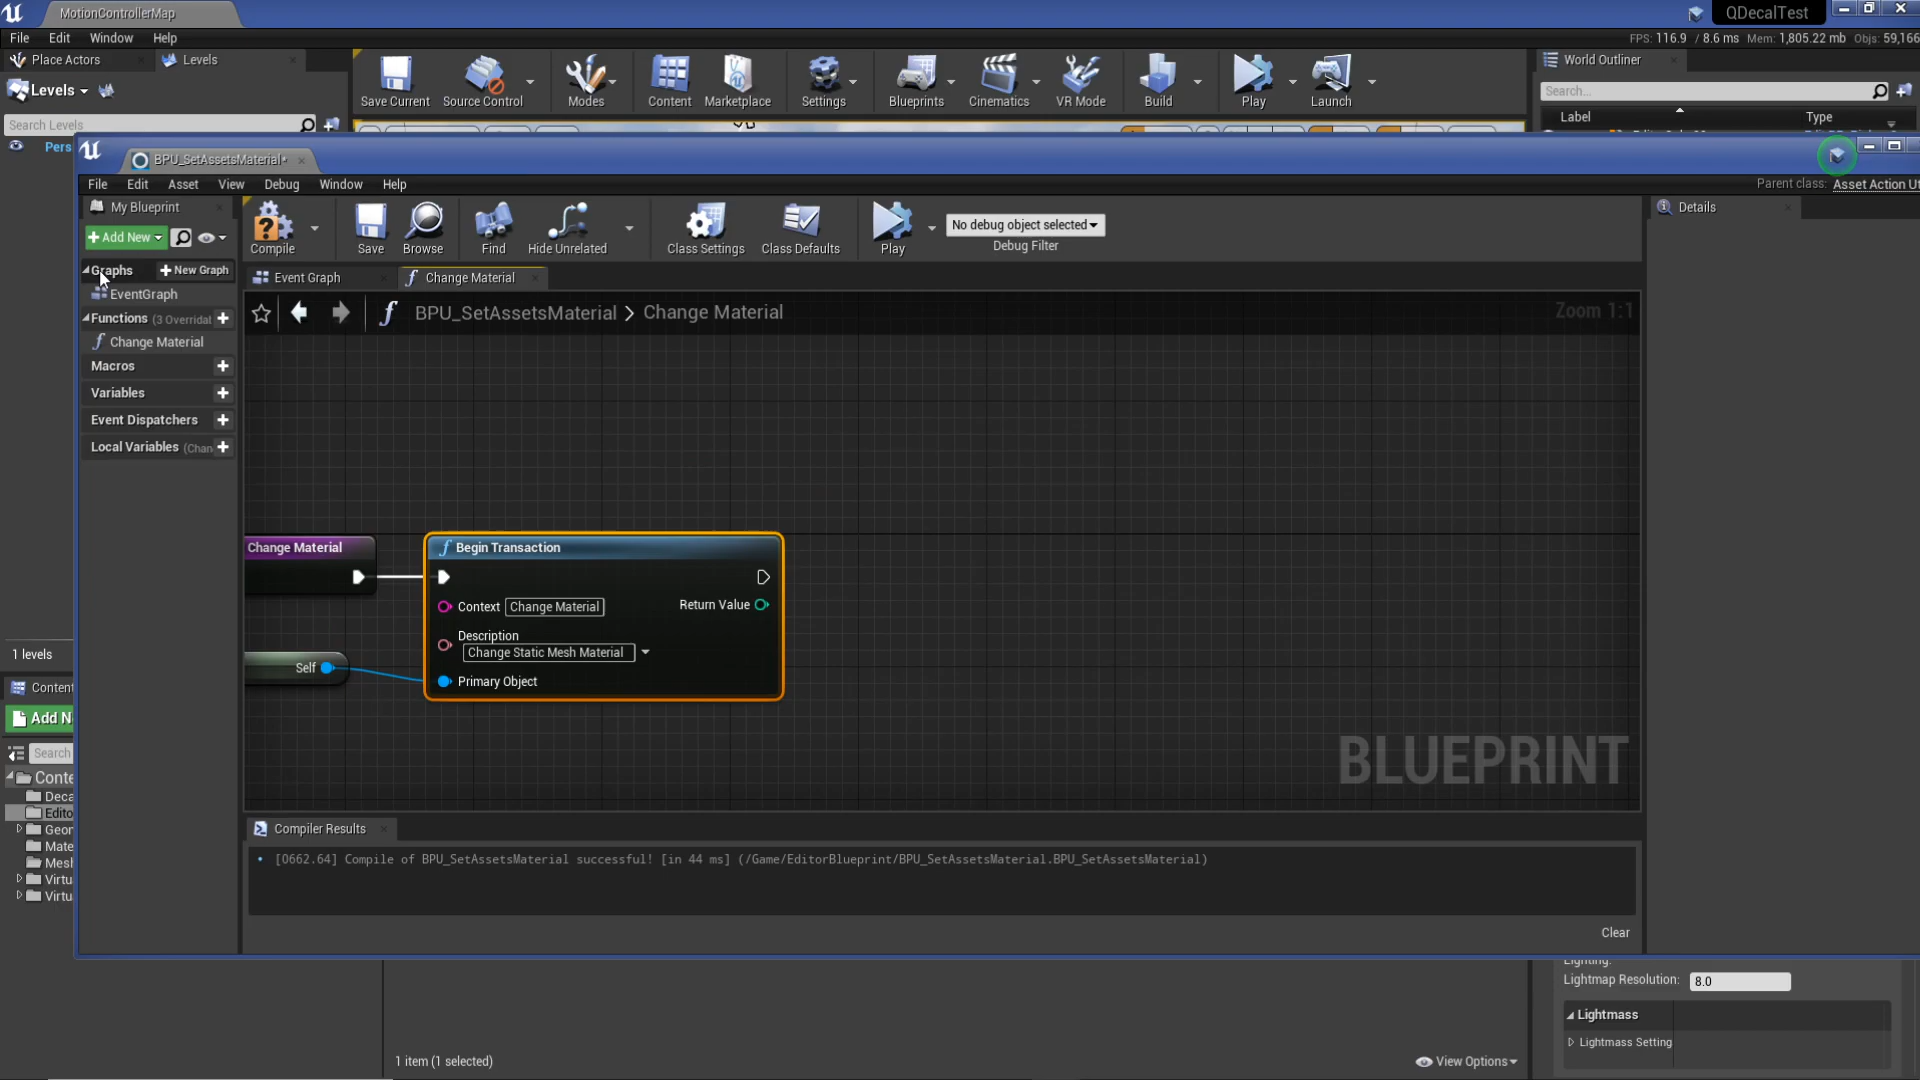 MotionControllerMap
QDecalTest
File Edit Window Help
FPS: 116.9 / 8.6 ms Mem: 1,805.22 mb Objs: 59,166
Place Actors
Levels
World Outliner
Levels
Save Current
Source Control
Modes
Content
Marketplace
Settings
Blueprints
Cinematics
VR Mode
Build
Play
Launch
Search...
Label
Type
Search Levels
Pers
BPU_SetAssetsMaterial*
File Edit Asset View Debug Window Help
Parent class: Asset Action Ut
My Blueprint
Details
Add New
Compile
Save
Browse
Find
Hide Unrelated
Class Settings
Class Defaults
Play
No debug object selected
Debug Filter
Graphs
New Graph
EventGraph
Functions (3 Overridal
Change Material
Macros
Variables
Event Dispatchers
Local Variables (Chan
Event Graph
Change Material
BPU_SetAssetsMaterial > Change Material
Zoom 1:1
Change Material
Begin Transaction
Context Change Material
Return Value
Description
Change Static Mesh Material
Self
Primary Object
BLUEPRINT
1 levels
Content
Add N
Search
Conte
Deca
Edito
Geon
Mate
Mesh
Virtu
Virtu
Compiler Results
• [0662.64] Compile of BPU_SetAssetsMaterial successful! [in 44 ms] (/Game/EditorBlueprint/BPU_SetAssetsMaterial.BPU_SetAssetsMaterial)
Clear
Lightmap Resolution: 8.0
Lightmass
Lightmass Setting
1 item (1 selected)
View Options